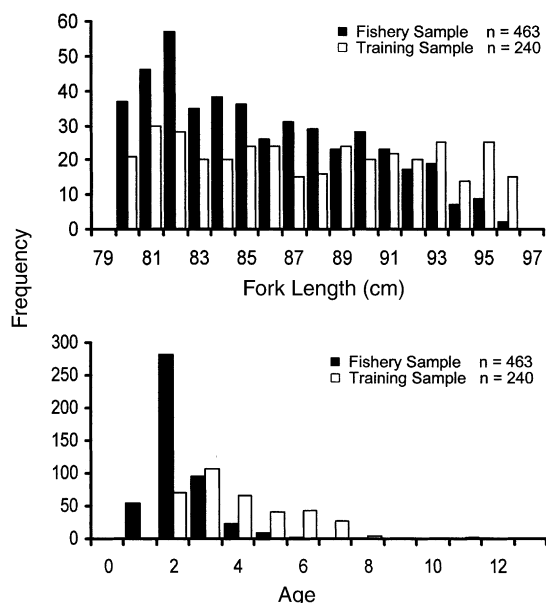 60
50
40
30
20
10
0
■ Fishery Sample n = 463
□ Training Sample n = 240
79 81 83 85 87 89 91 93 95 97
Fork Length (cm)
Frequency
300
250
200
150
100
50
0
■ Fishery Sample n = 463
□ Training Sample n = 240
0 2 4 6 8 10 12
Age